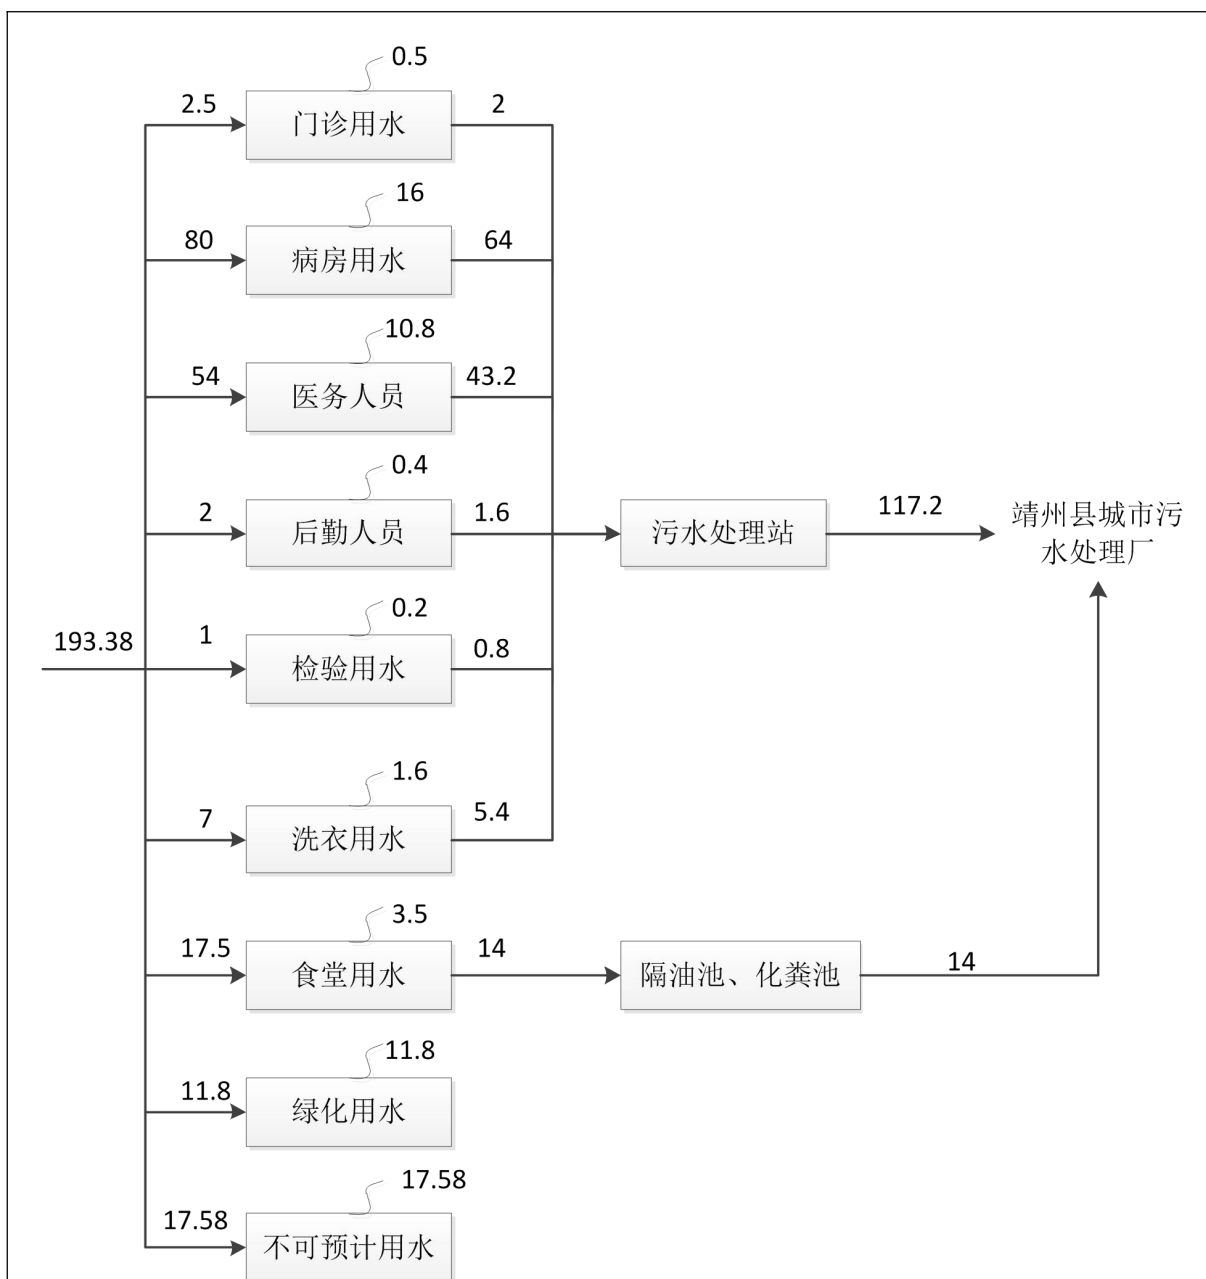 0.5
2.5
门诊用水
2
16
80
病房用水
64
10.8
54
医务人员
43.2
0.4
2
后勤人员
1.6
污水处理站
117.2
靖州县城市污
水处理厂
0.2
193.38
1
检验用水
0.8
1.6
7
洗衣用水
5.4
3.5
17.5
食堂用水
14
隔油池、化粪池
14
11.8
11.8
绿化用水
17.58
17.58
不可预计用水